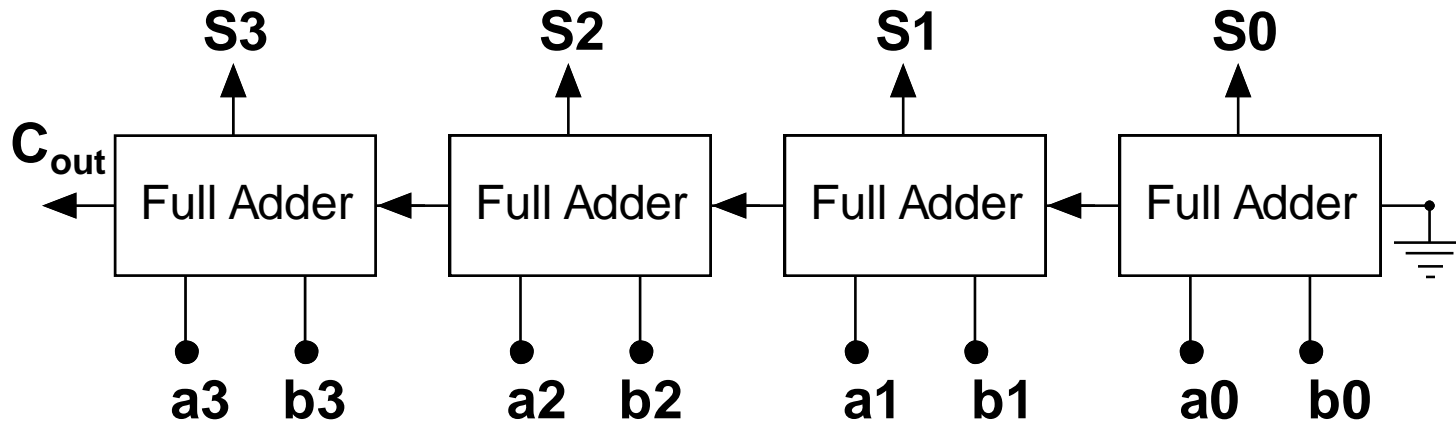 S3 S2 S1 S0
Cout
Full Adder Full Adder Full Adder Full Adder
a3 b3 a2 b2 a1 b1 a0 b0